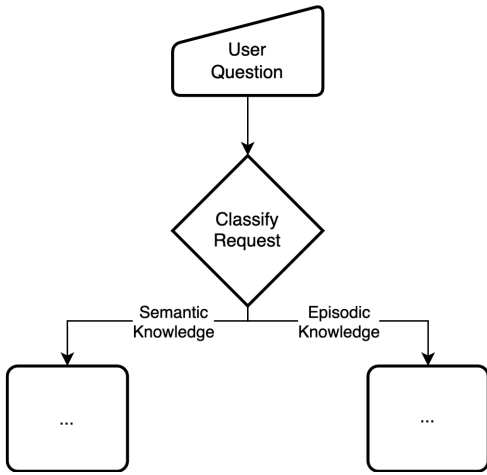 User
Question
Classify
Request
Semantic
Knowledge
Episodic
Knowledge
...
...